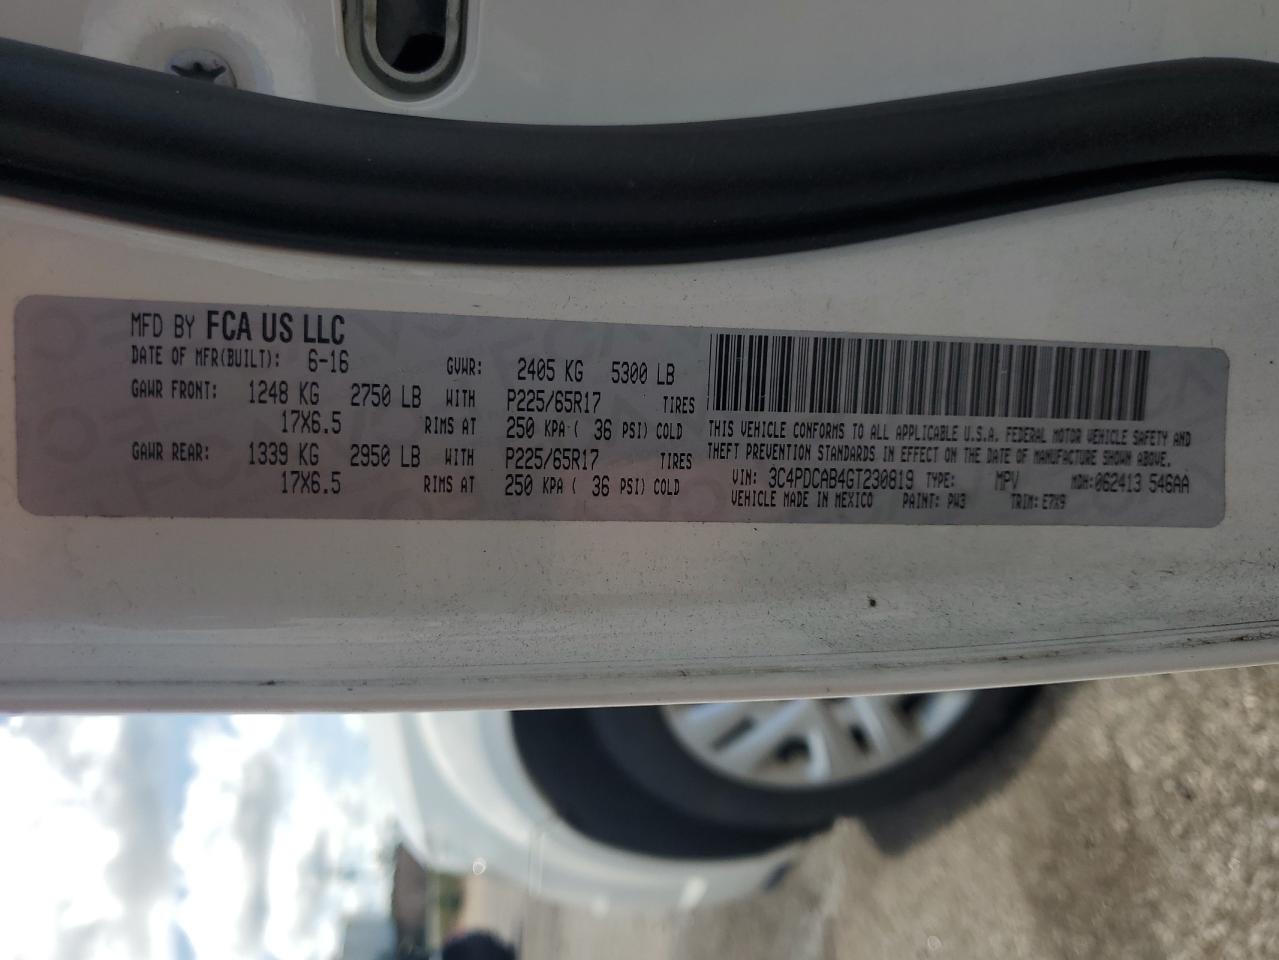 MFD BY FCA US LLC
DATE OF MFR(BUILT): 6-16 GVWR: 2405 KG 5300 LB
GAWR FRONT: 1248 KG 2750 LB WITH P225/65R17 TIRES
17X6.5 RIMS AT 250 KPA ( 36 PSI) COLD
GAWR REAR: 1339 KG 2950 LB WITH P225/65R17 TIRES
17X6.5 RIMS AT 250 KPA ( 36 PSI) COLD
THIS VEHICLE CONFORMS TO ALL APPLICABLE U.S.A. FEDERAL MOTOR VEHICLE SAFETY AND
THEFT PREVENTION STANDARDS IN EFFECT ON THE DATE OF MANUFACTURE SHOWN ABOVE.
VIN: 3C4PDCAB4GT230819 TYPE: MPV MDH: 062413 546AA
VEHICLE MADE IN MEXICO PAINT: PW3 TRIM: E7X9